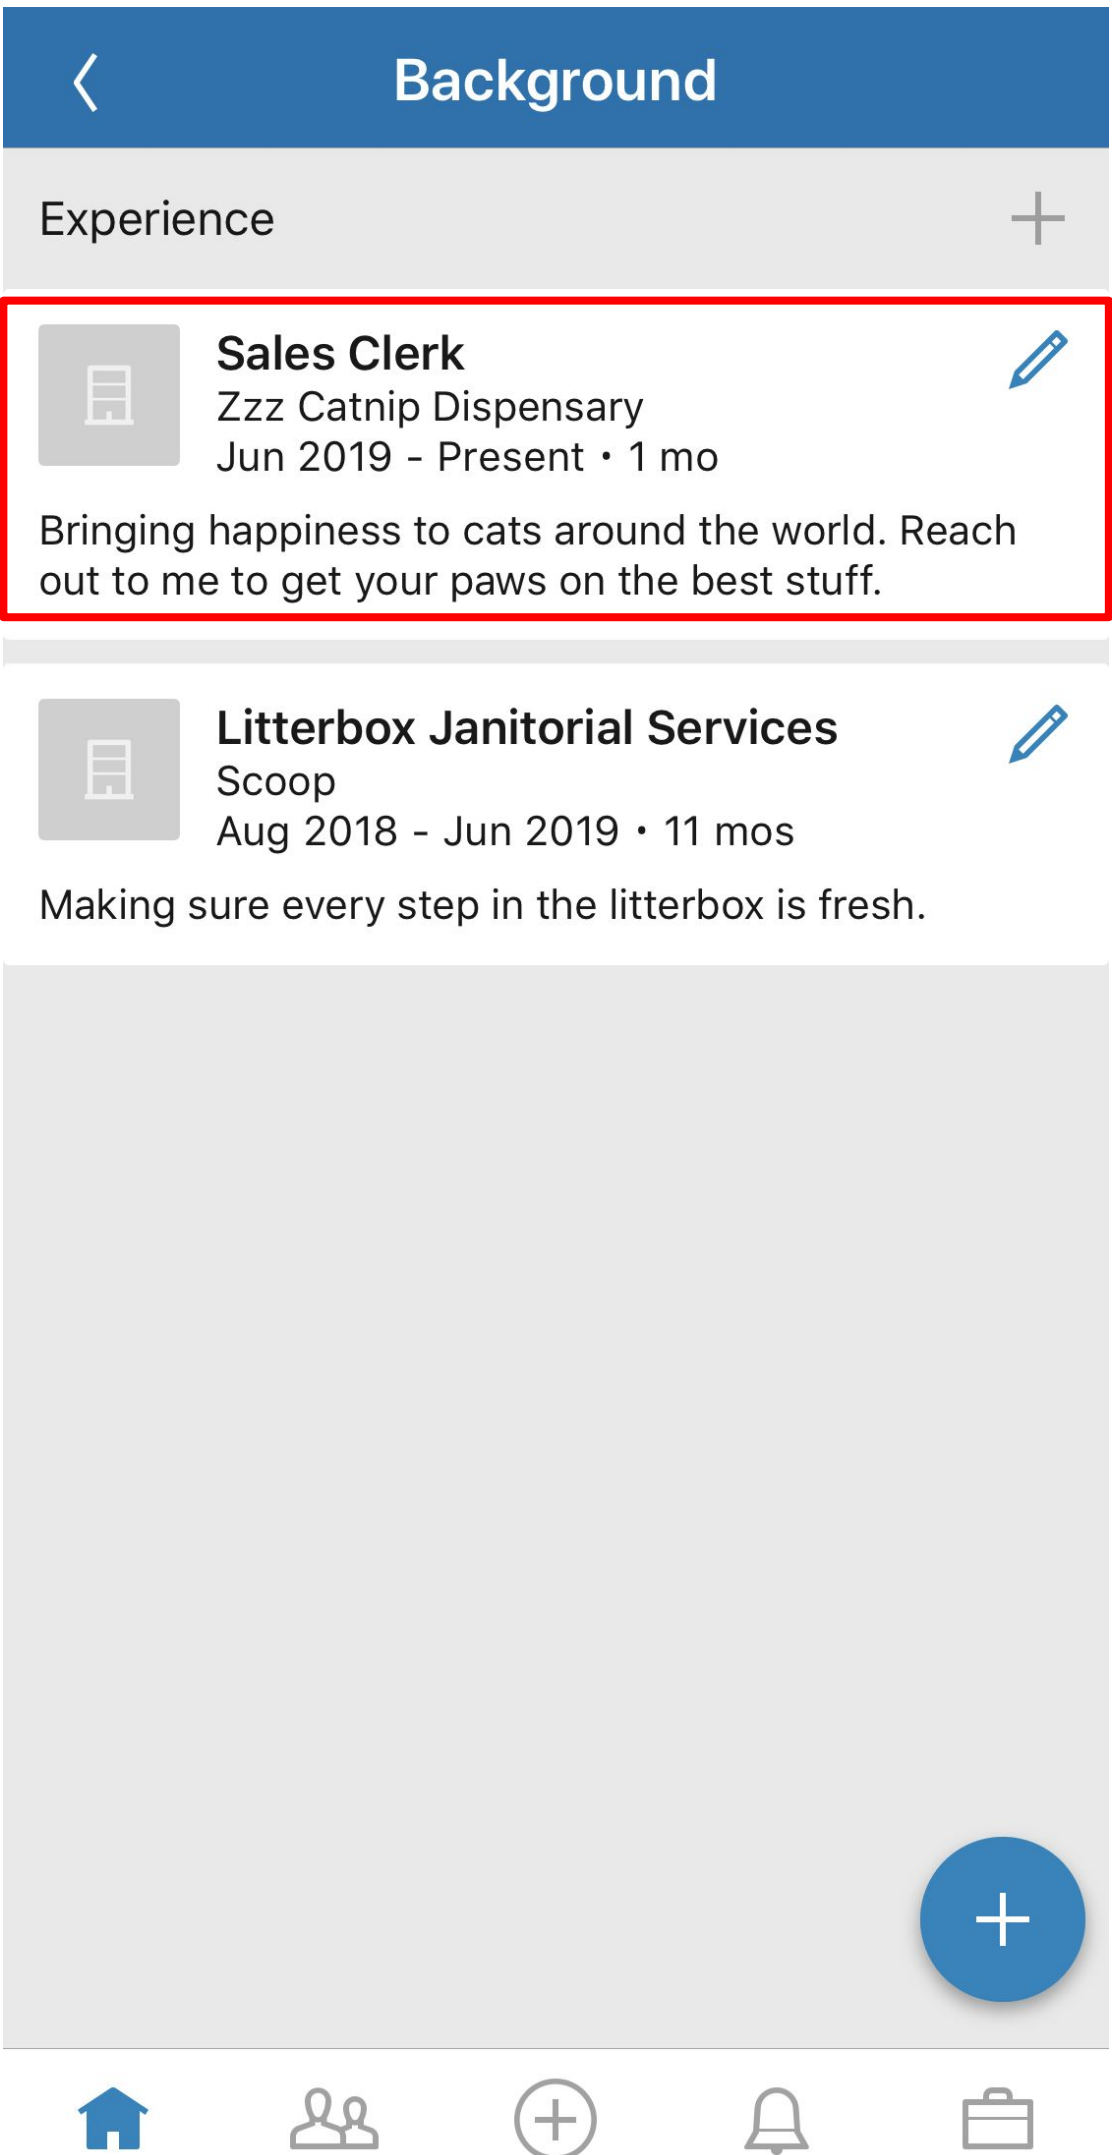 Background
Experience
Sales Clerk
Zzz Catnip Dispensary
Jun 2019 - Present • 1 mo
Bringing happiness to cats around the world. Reach
out to me to get your paws on the best stuff.
Litterbox Janitorial Services
Scoop
Aug 2018 - Jun 2019 • 11 mos
Making sure every step in the litterbox is fresh.